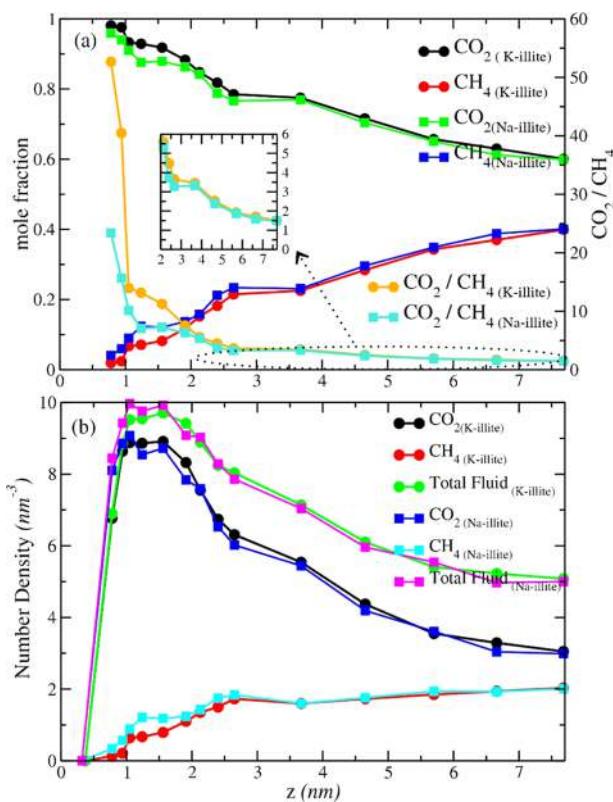 (a)
CO2 (K-illite)
CH4 (K-illite)
CO2(Na-illite)
CH4(Na-illite)
CO2 / CH4 (K-illite)
CO2 / CH4 (Na-illite)
mole fraction
CO2 / CH4
1
0.8
0.6
0.4
0.2
0
60
50
40
30
20
10
0
6
5
4
3
2
1
0
2 3 4 5 6 7
0 1 2 3 4 5 6 7
(b)
CO2(K-illite)
CH4 (K-illite)
Total Fluid (K-illite)
CO2 (Na-illite)
CH4 (Na-illite)
Total Fluid (Na-illite)
Number Density (nm-3)
10
8
6
4
2
0
0 1 2 3 4 5 6 7
z (nm)